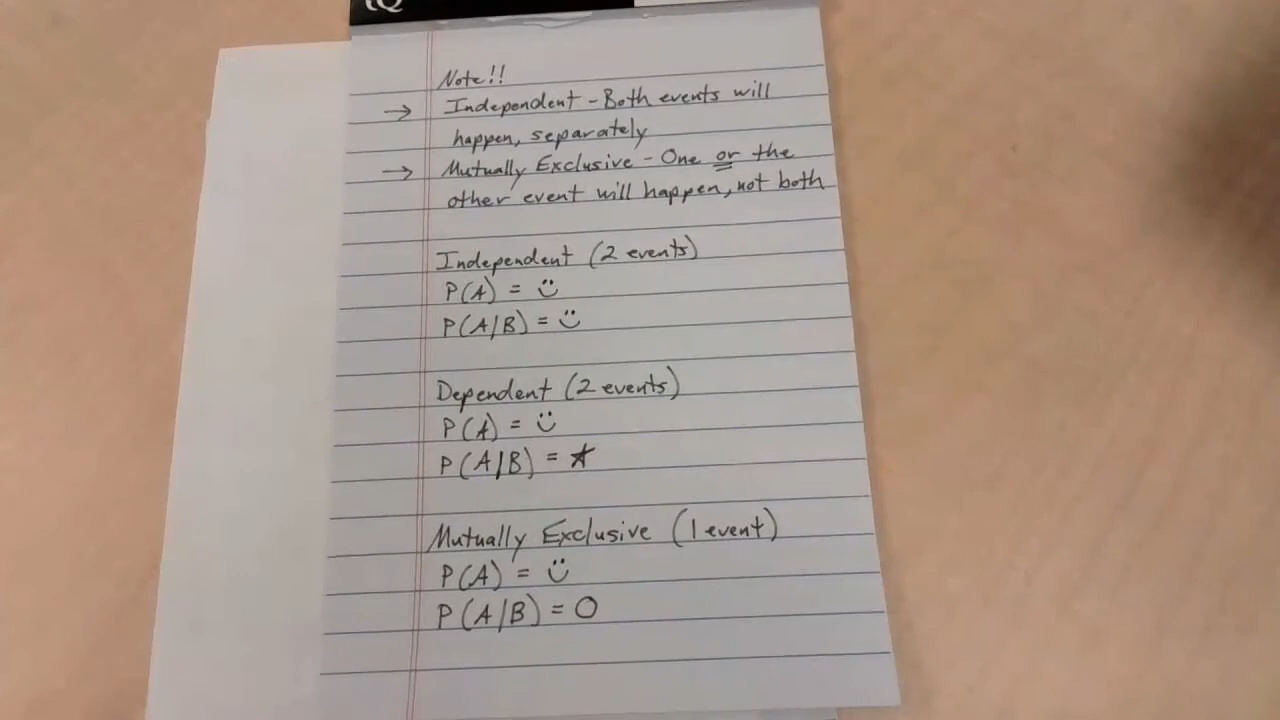 Note!!
→ Independent - Both events will
happen, separately
→ Mutually Exclusive - One or the
other event will happen, not both
Independent (2 events)
P(A) = ☺
P(A/B) = ☺
Dependent (2 events)
P(A) = ☺
P(A/B) = ★
Mutually Exclusive (1 event)
P(A) = ☺
P(A/B) = 0